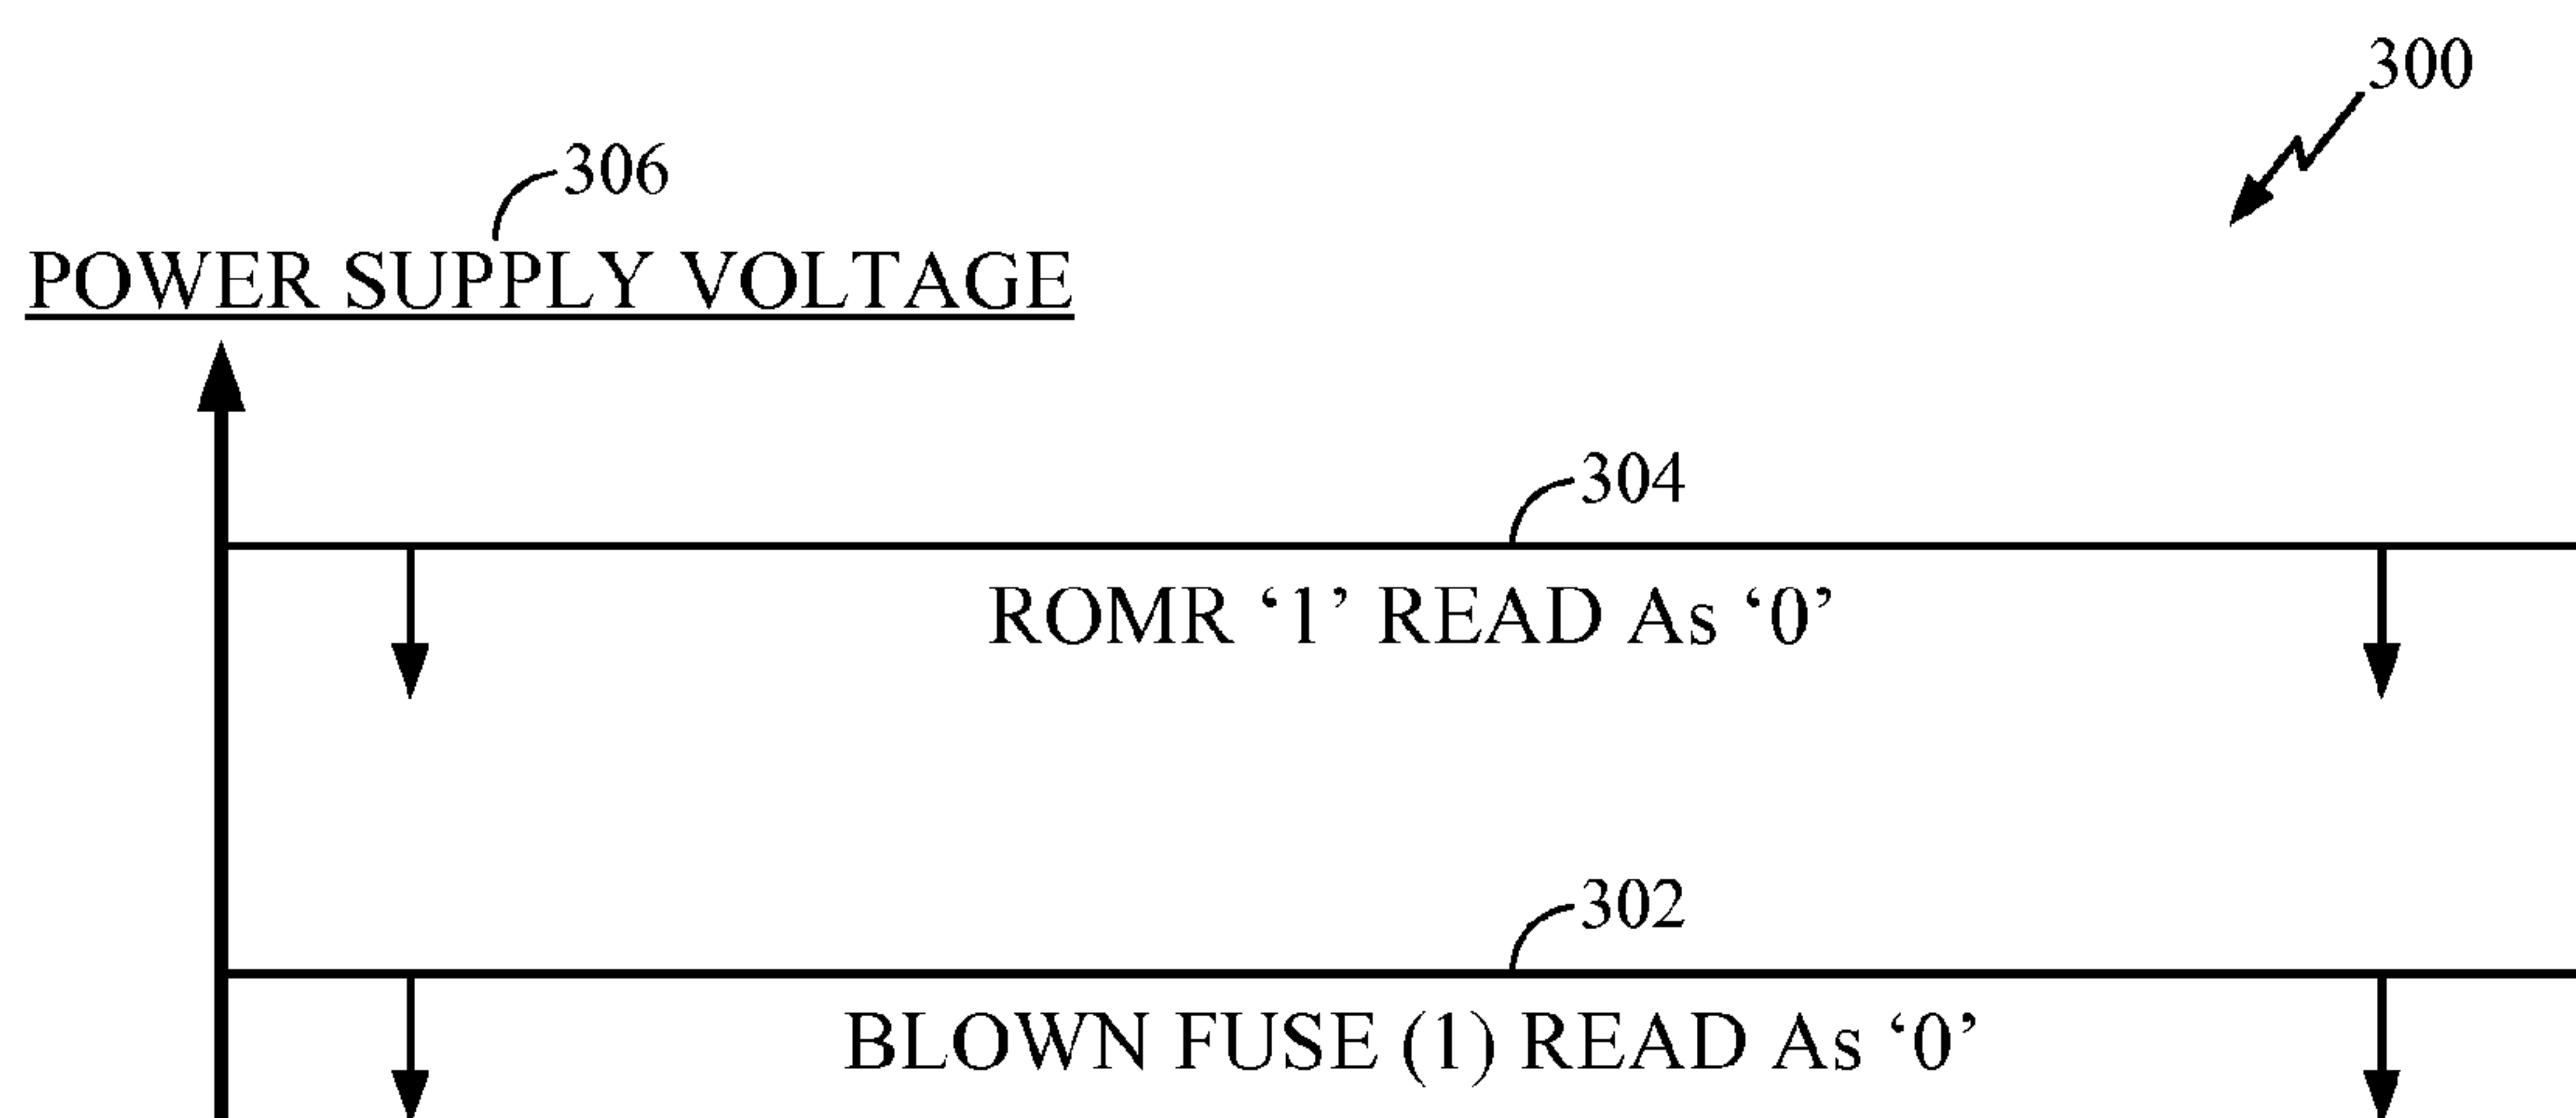 300
306
POWER SUPPLY VOLTAGE
304
ROMR ‘1’ READ As ‘0’
302
BLOWN FUSE (1) READ As ‘0’